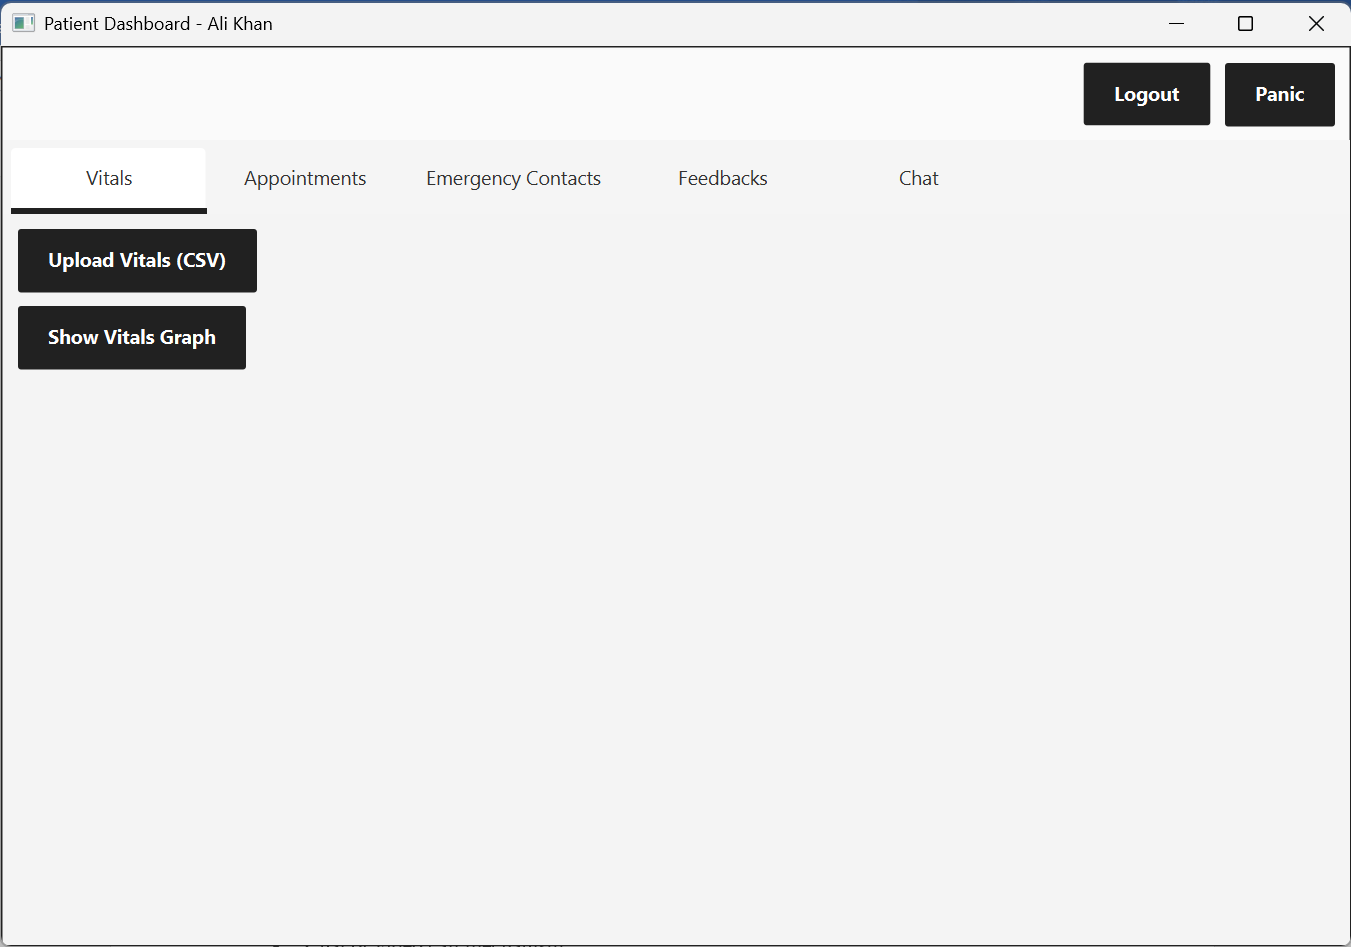 Patient Dashboard - Ali Khan
Logout Panic
Vitals Appointments Emergency Contacts Feedbacks Chat
Upload Vitals (CSV)
Show Vitals Graph